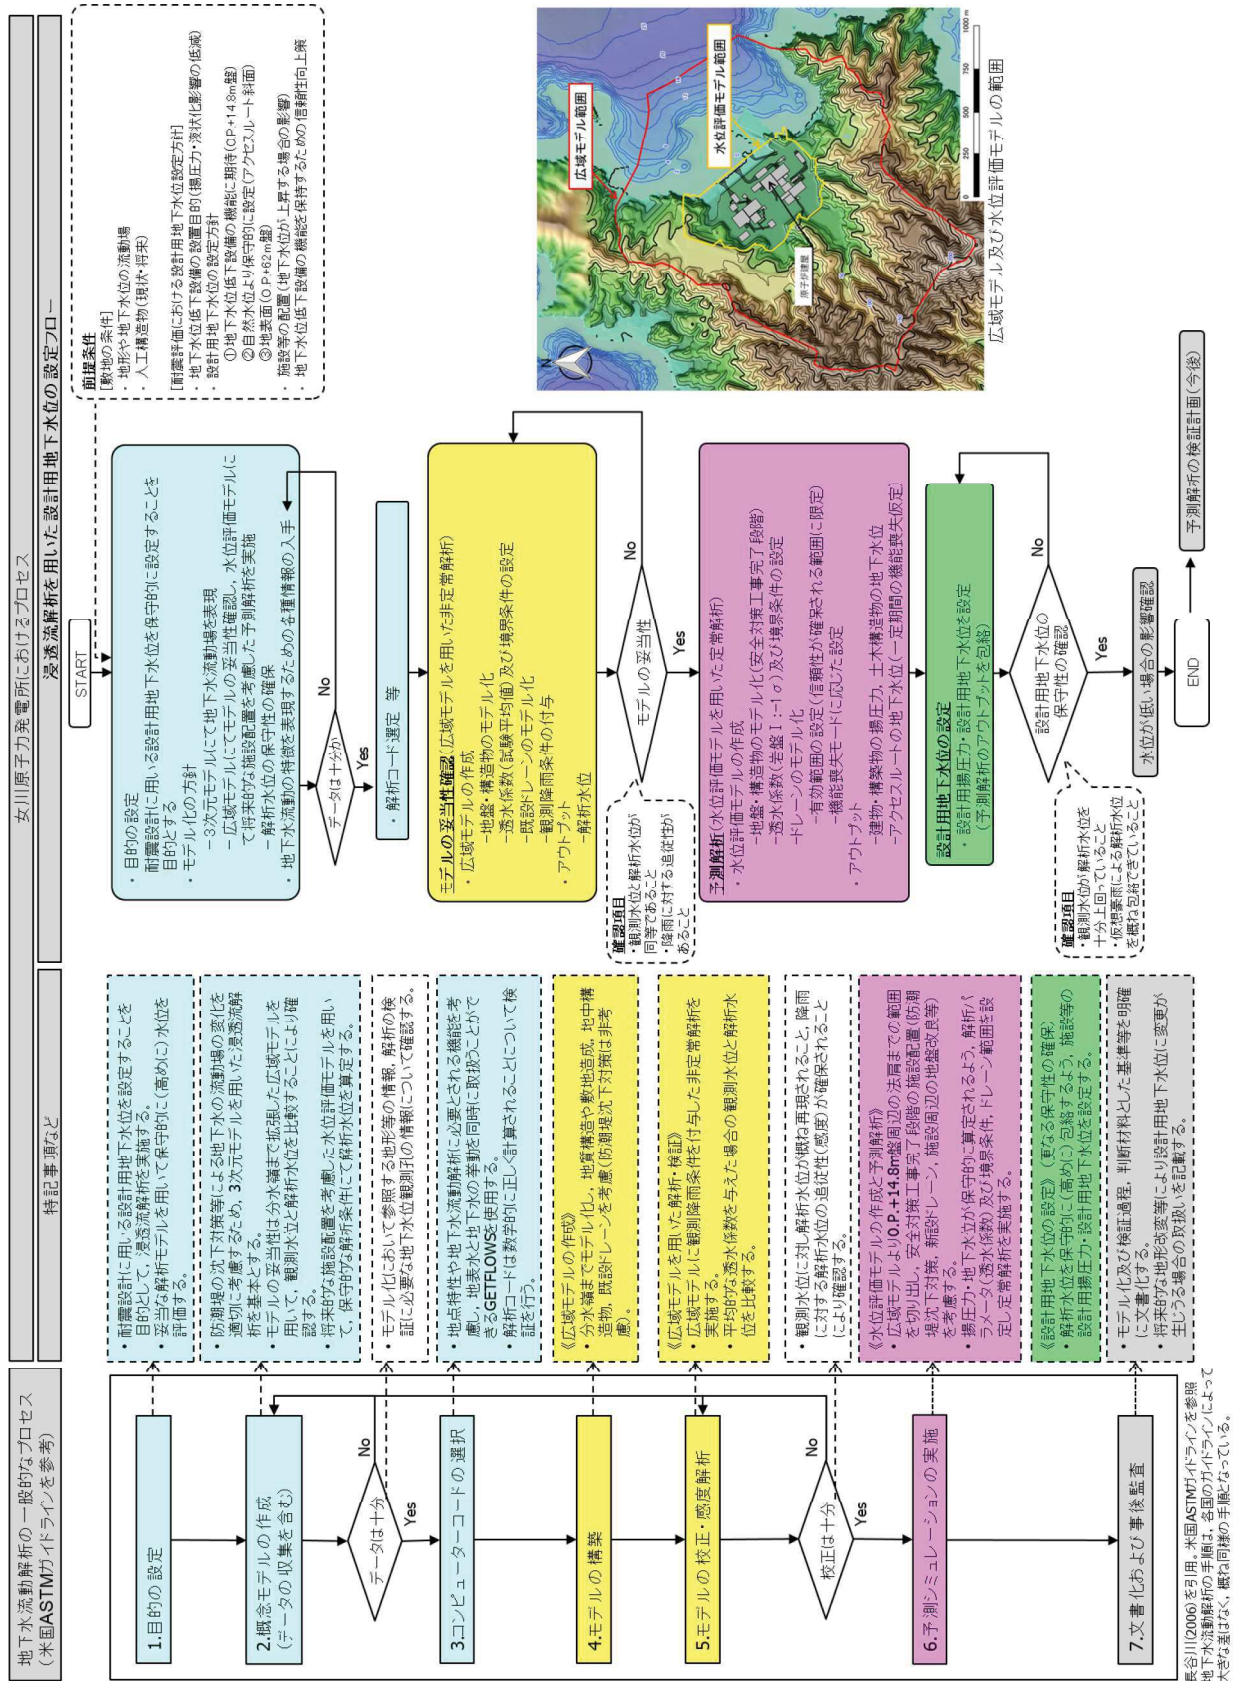 女川原子力発電所におけるプロセス
地下水流動解析の一般的なプロセス
（米国ASTMガイドラインを参考）
特記事項など
浸透流解析を用いた設計用地下水位の設定フロー
1.目的の設定
2.概念モデルの作成
（データの収集を含む）
データは十分
No
Yes
3.コンピューターコードの選択
4.モデルの構築
5.モデルの校正・感度解析
校正は十分
No
Yes
6.予測シミュレーションの実施
7.文書化および事後監査
長谷川(2006)を引用。米国ASTMガイドラインを参照
地下水流動解析の手順は、各国のガイドラインによって
大きな差はなく、概ね同様の手順となっている。
・耐震設計に用いる設計用地下水位を設定することを
目的として、浸透流解析を実施する。
・妥当な解析モデルを用いて保守的に（高めに）水位を
評価する。
・防潮堤の沈下対策等による地下水の流動場の変化を
適切に考慮するため、3次元モデルを用いた浸透流解
析を基本とする。
・モデルの妥当性は分水嶺まで拡張した広域モデルを
用いて、観測水位と解析水位を比較することにより確
認する。
・将来的な施設配置を考慮した水位評価モデルを用い
て、保守的な解析条件にて解析水位を算定する。
・モデル化において参照する地形等の情報、解析の検
証に必要な地下水位観測孔の情報について確認する。
・地点特性や地下水流動解析に必要とされる機能を考
慮し、地表水と地下水の挙動を同時に取扱うことがで
きるGETFLOWSを使用する。
・解析コードは数学的に正しく計算されることについて検
証を行う。
《広域モデルの作成》
・分水嶺までモデル化し、地質構造や敷地造成、地中構
造物、既設ドレーンを考慮（防潮堤沈下対策は非考
慮）。
《広域モデルを用いた解析・検証》
・広域モデルに観測降雨条件を付与した非定常解析を
実施する。
・平均的な透水係数を与えた場合の観測水位と解析水
位を比較する。
・観測水位に対し解析水位が概ね再現されること、降雨
に対する解析水位の追従性（感度）が確保されること
により確認する。
《水位評価モデルの作成と予測解析》
・広域モデルよりO.P.+14.8m盤周辺の法肩までの範囲
を切り出し、安全対策工事完了段階の施設配置（防潮
堤沈下対策、新設ドレーン、施設周辺の地盤改良等）
を考慮する。
・揚圧力・地下水位が保守的に算定されるよう、解析パ
ラメータ（透水係数）及び境界条件、ドレーン範囲を設
定し定常解析を実施する。
《設計用地下水位の設定》（更なる保守性の確保）
・解析水位を保守的に（高めに）包絡するよう、施設等の
設計用揚圧力・設計用地下水位を設定する。
・モデル化及び検証過程、判断材料とした基準等を明確
に文書化する。
・将来的な地形改変等により設計用地下水位に変更が
生じうる場合の取扱いを記載する。
START
・目的の設定
耐震設計に用いる設計用地下水位を保守的に設定することを
目的とする
・モデル化の方針
－3次元モデルにて地下水流動場を表現
－広域モデルにてモデルの妥当性確認し、水位評価モデルに
て将来的な施設配置を考慮した予測解析を実施
－解析水位の保守性の確保
・地下水流動の特徴を表現するための各種情報の入手
データは十分か
No
Yes
・解析コード選定 等
モデルの妥当性確認（広域モデルを用いた非定常解析）
・広域モデルの作成
－地盤・構造物のモデル化
－透水係数（試験平均値）及び境界条件の設定
－既設ドレーンのモデル化
－観測降雨条件の付与
・アウトプット
－解析水位
モデルの妥当性
No
Yes
確認項目
・観測水位と解析水位が
同等であること
・降雨に対する追従性が
あること
予測解析（水位評価モデルを用いた定常解析）
・水位評価モデルの作成
－地盤・構造物のモデル化（安全対策工事完了段階）
－透水係数（岩盤：-1σ）及び境界条件の設定
－ドレーンのモデル化
－有効範囲の設定（信頼性が確保される範囲に限定）
－機能喪失モードに応じた設定
・アウトプット
－建物・構築物の揚圧力、土木構造物の地下水位
－アクセスルートの地下水位（一定期間の機能喪失仮定）
設計用地下水位の設定
・設計用揚圧力・設計用地下水位を設定
（予測解析のアウトプットを包絡）
設計用地下水位の
保守性の確認
No
Yes
確認項目
・観測水位が解析水位を
十分上回っていること
・仮想豪雨による解析水位
を概ね包絡できていること
水位が低い場合の影響確認
END
予測解析の検証計画（今後）
前提条件
［敷地の条件］
・地形や地下水位の流動場
・人工構造物（現状・将来）
［耐震評価における設計用地下水位設定方針］
・地下水位低下設備の設置目的（揚圧力・液状化影響の低減）
・設計用地下水位の設定方針
①地下水位低下設備の機能に期待（O.P.+14.8m盤）
②自然水位より保守的に設定（アクセスルート斜面）
③地表面（O.P.+62m盤）
・施設等の配置（地下水位が上昇する場合の影響）
・地下水位低下設備の機能を保持するための信頼性向上策
N
広域モデル範囲
水位評価モデル範囲
原子炉建屋
0 250 500 750 1000 m
広域モデル及び水位評価モデルの範囲